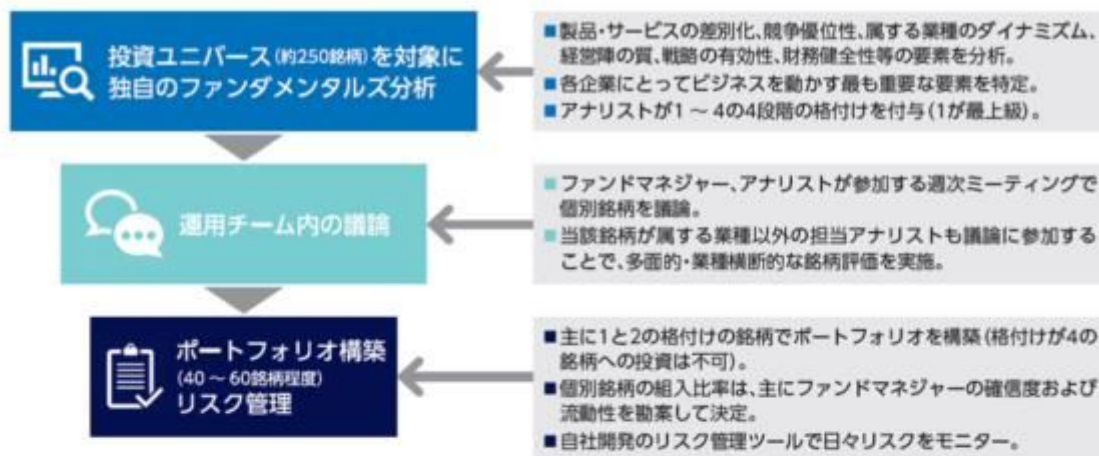 投資ユニバース(約250銘柄)を対象に
独自のファンダメンタルズ分析
■製品・サービスの差別化、競争優位性、属する業種のダイナミズム、
経営陣の質、戦略の有効性、財務健全性等の要素を分析。
■各企業にとってビジネスを動かす最も重要な要素を特定。
■アナリストが1～4の4段階の格付けを付与(1が最上級)。
運用チーム内の議論
■ファンドマネジャー、アナリストが参加する週次ミーティングで
個別銘柄を議論。
■当該銘柄が属する業種以外の担当アナリストも議論に参加する
ことで、多面的・業種横断的な銘柄評価を実施。
ポートフォリオ構築
(40～60銘柄程度)
リスク管理
■主に1と2の格付けの銘柄でポートフォリオを構築(格付けが4の
銘柄への投資は不可)。
■個別銘柄の組入比率は、主にファンドマネジャーの確信度および
流動性を勘案して決定。
■自社開発のリスク管理ツールで日々リスクをモニター。